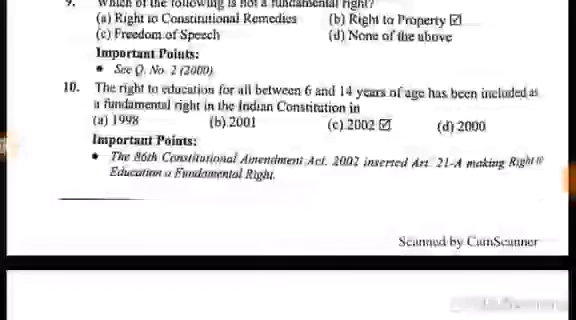 9. Which of the following is not a fundamental right?
(a) Right to Constitutional Remedies (b) Right to Property ☑
(c) Freedom of Speech (d) None of the above
Important Points:
• See Q. No. 2 (2000)
10. The right to education for all between 6 and 14 years of age has been included as
a fundamental right in the Indian Constitution in
(a) 1998 (b) 2001 (c) 2002 ☑ (d) 2000
Important Points:
• The 86th Constitutional Amendment Act. 2002 inserted Art. 21-A making Right to
Education a Fundamental Right.
Scanned by CamScanner